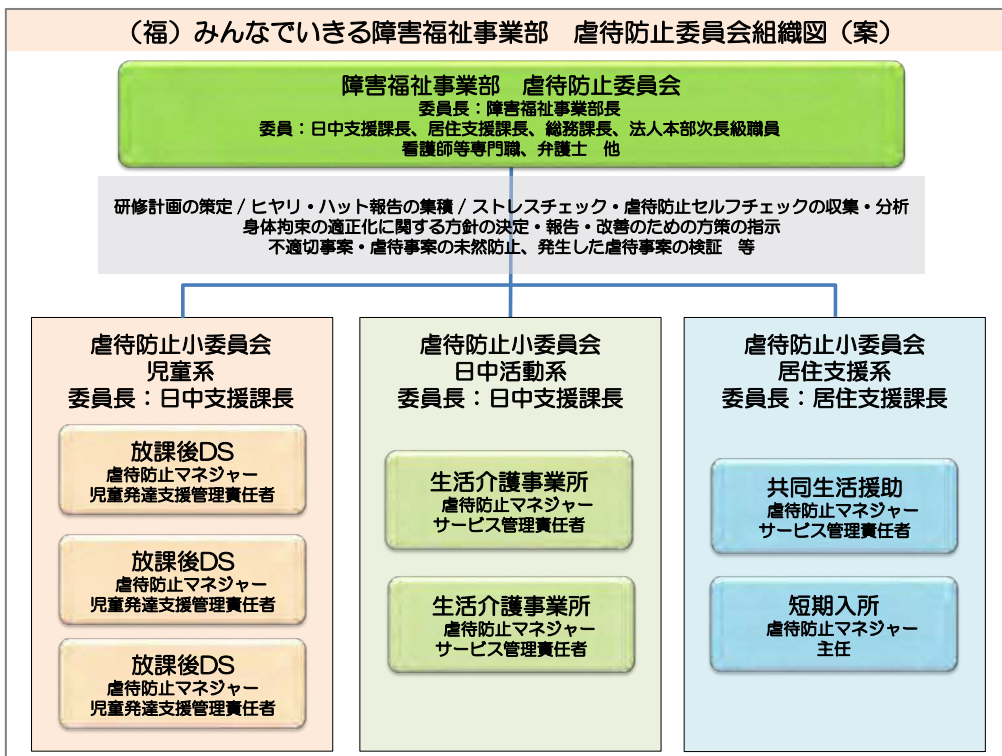 （福）みんなでいきる障害福祉事業部　虐待防止委員会組織図（案）
障害福祉事業部　虐待防止委員会
委員長：障害福祉事業部長
委員：日中支援課長、居住支援課長、総務課長、法人本部次長級職員
看護師等専門職、弁護士　他
研修計画の策定 / ヒヤリ・ハット報告の集積 / ストレスチェック・虐待防止セルフチェックの収集・分析
身体拘束の適正化に関する方針の決定・報告・改善のための方策の指示
不適切事案・虐待事案の未然防止、発生した虐待事案の検証　等
虐待防止小委員会
児童系
委員長：日中支援課長
放課後DS
虐待防止マネジャー
児童発達支援管理責任者
放課後DS
虐待防止マネジャー
児童発達支援管理責任者
放課後DS
虐待防止マネジャー
児童発達支援管理責任者
虐待防止小委員会
日中活動系
委員長：日中支援課長
生活介護事業所
虐待防止マネジャー
サービス管理責任者
生活介護事業所
虐待防止マネジャー
サービス管理責任者
虐待防止小委員会
居住支援系
委員長：居住支援課長
共同生活援助
虐待防止マネジャー
サービス管理責任者
短期入所
虐待防止マネジャー
主任